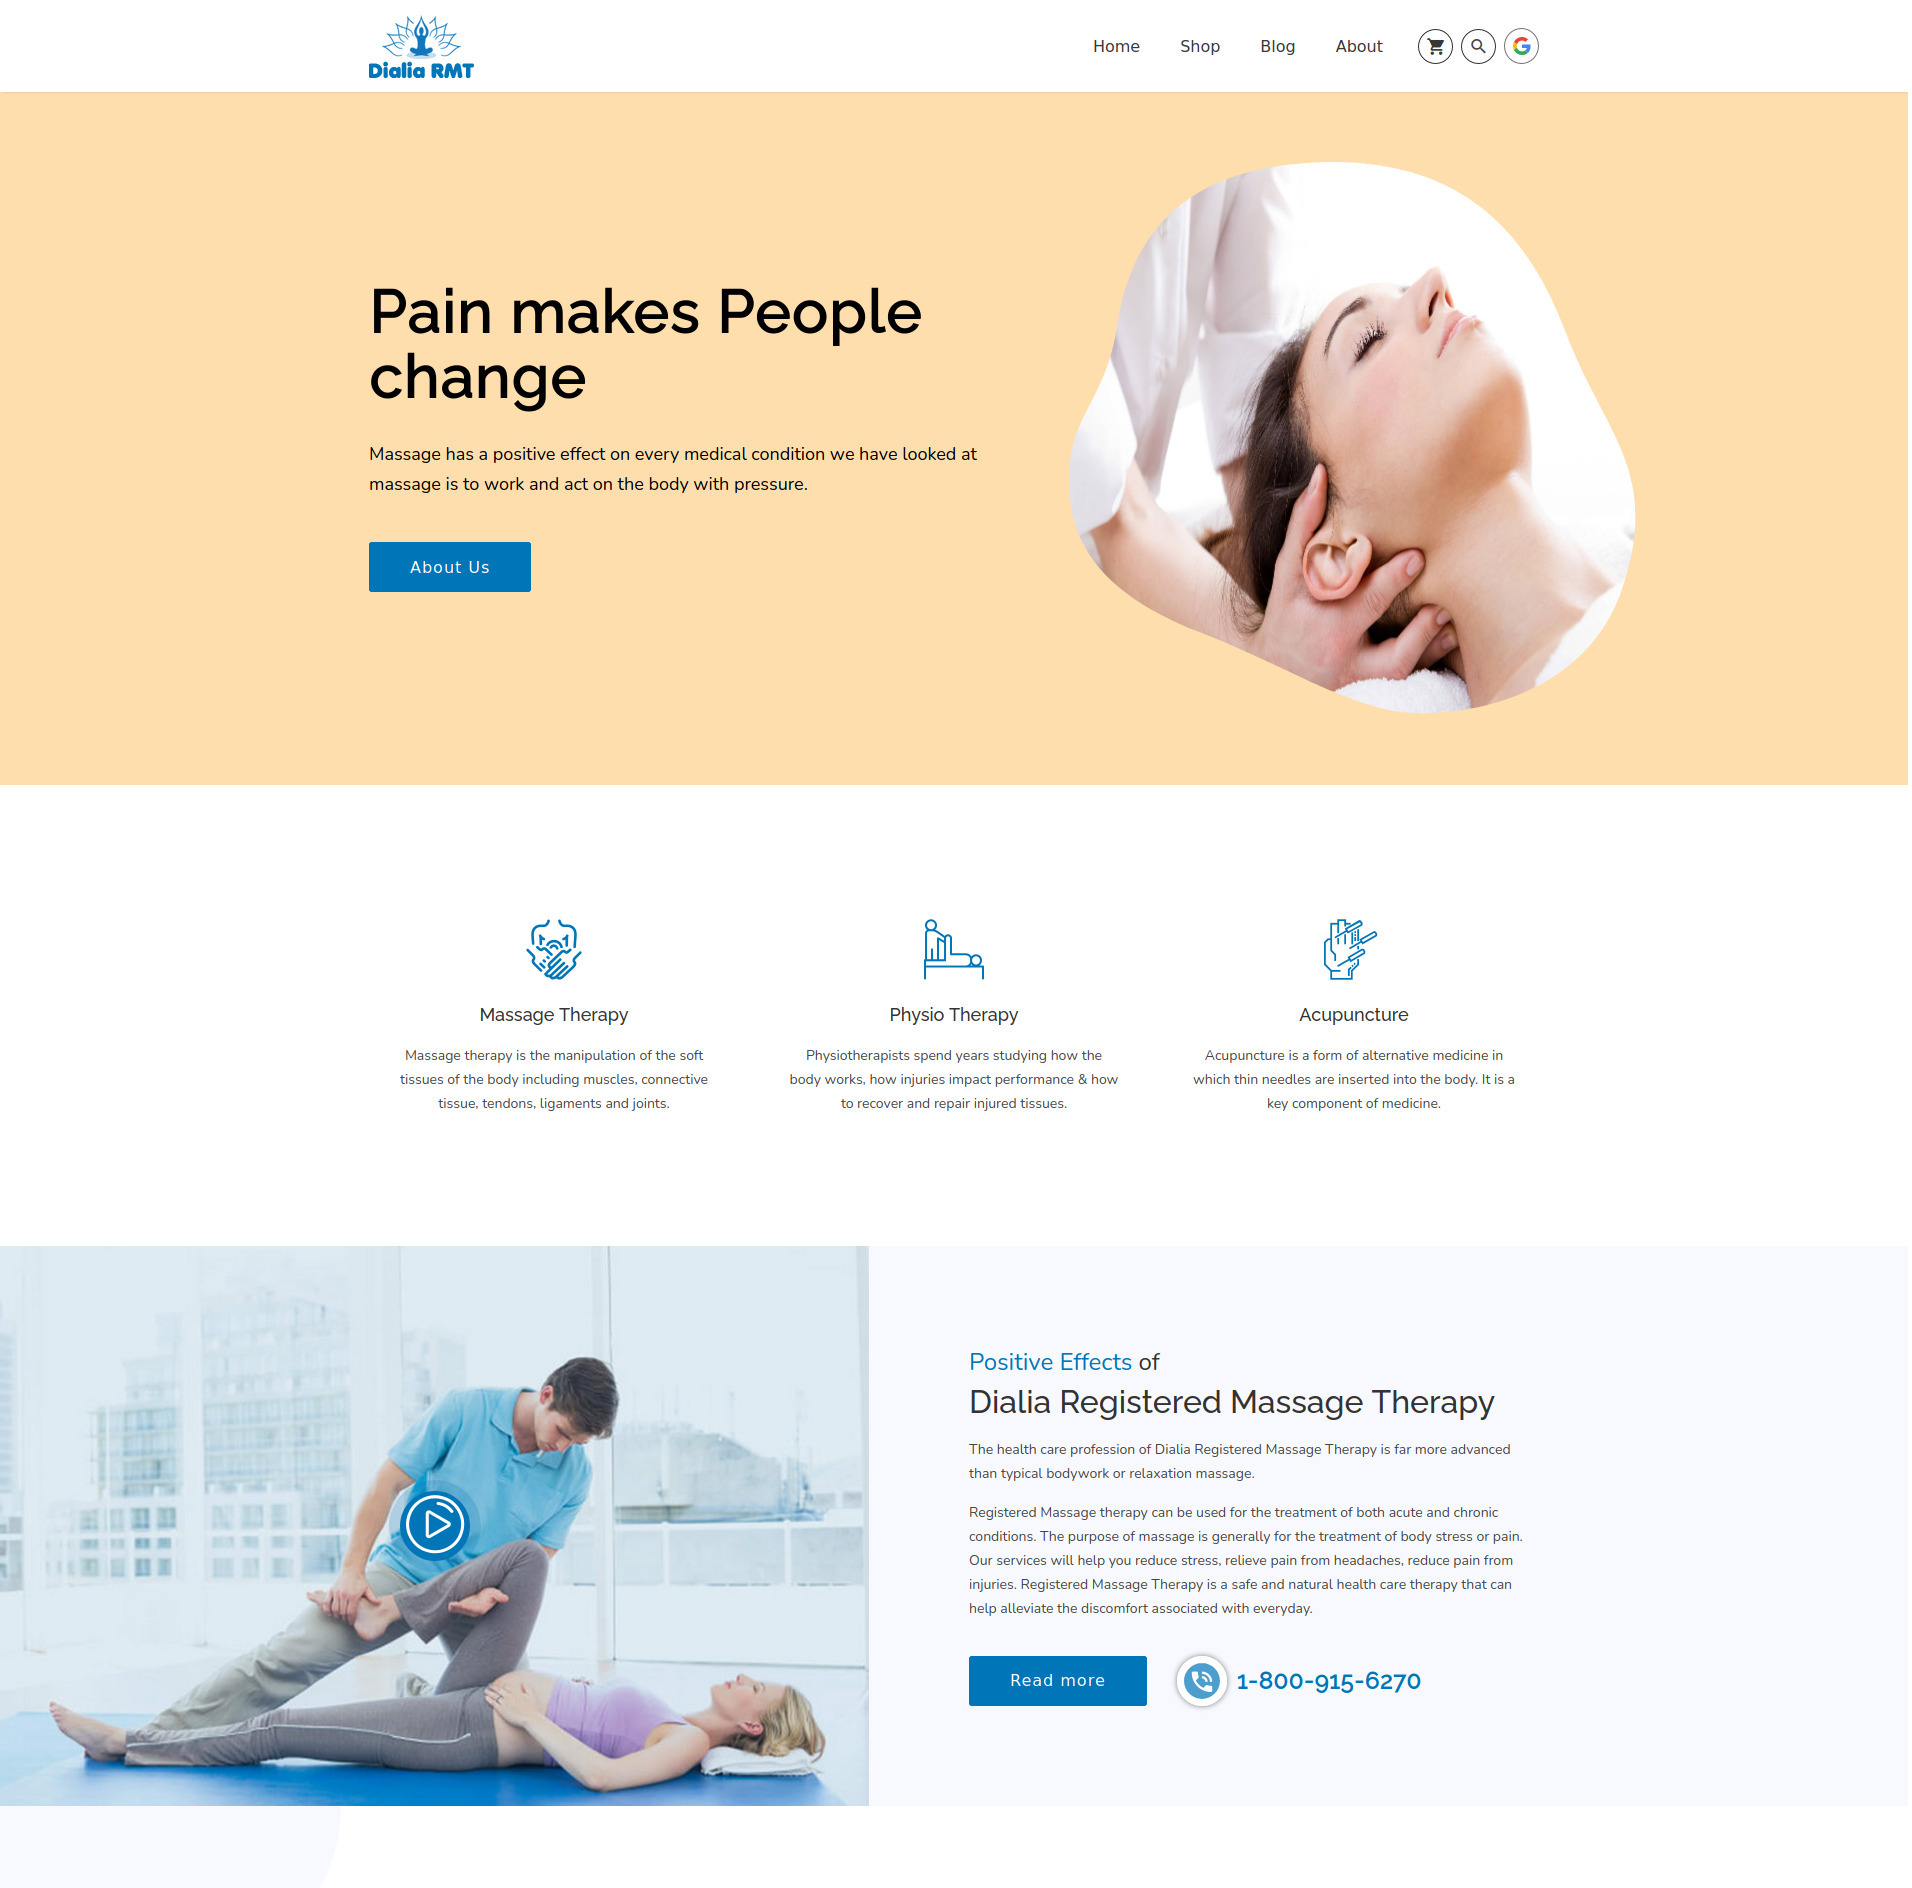 Dialia RMT
Home
Shop
Blog
About
Pain makes People
change
Massage has a positive effect on every medical condition we have looked at
massage is to work and act on the body with pressure.
About Us
Massage Therapy
Massage therapy is the manipulation of the soft
tissues of the body including muscles, connective
tissue, tendons, ligaments and joints.
Physio Therapy
Physiotherapists spend years studying how the
body works, how injuries impact performance & how
to recover and repair injured tissues.
Acupuncture
Acupuncture is a form of alternative medicine in
which thin needles are inserted into the body. It is a
key component of medicine.
Positive Effects of
Dialia Registered Massage Therapy
The health care profession of Dialia Registered Massage Therapy is far more advanced
than typical bodywork or relaxation massage.
Registered Massage therapy can be used for the treatment of both acute and chronic
conditions. The purpose of massage is generally for the treatment of body stress or pain.
Our services will help you reduce stress, relieve pain from headaches, reduce pain from
injuries. Registered Massage Therapy is a safe and natural health care therapy that can
help alleviate the discomfort associated with everyday.
Read more
1-800-915-6270